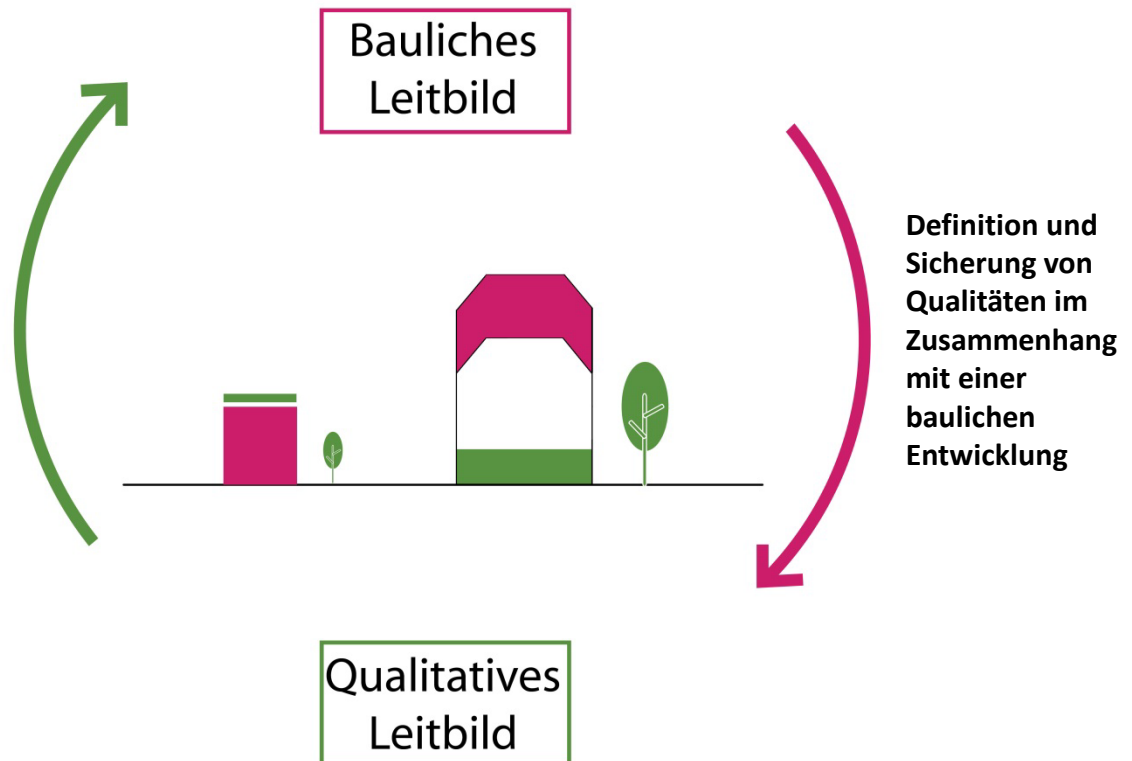 Bauliches
Leitbild
Definition und
Sicherung von
Qualitäten im
Zusammenhang
mit einer
baulichen
Entwicklung
Qualitatives
Leitbild